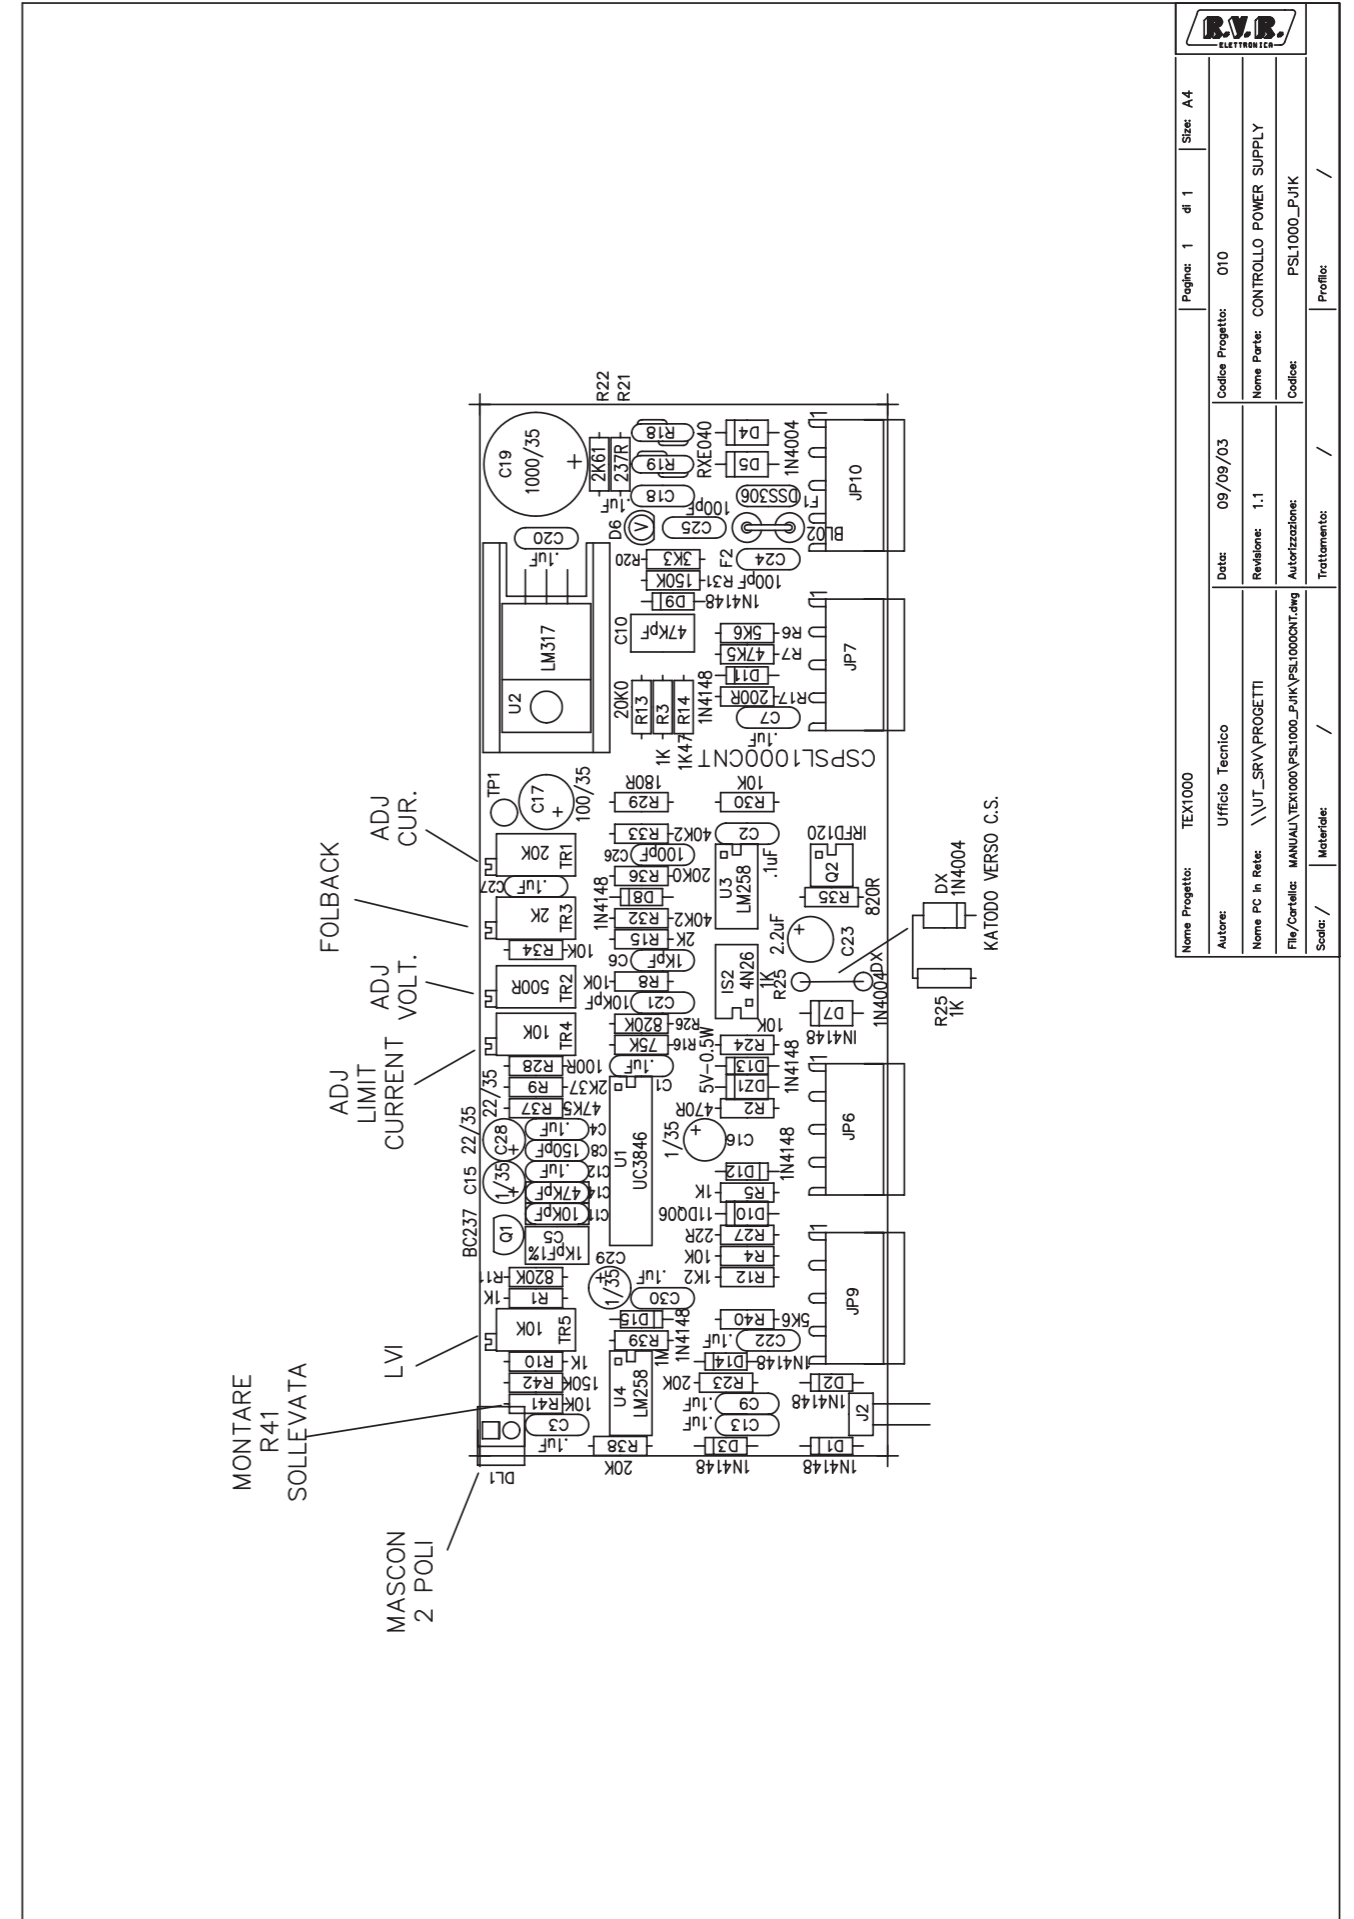 R.V.R.
ELETTRONICA
Nome Progetto: TEX1000
Pagina: 1 di 1
Size: A4
Autore: Ufficio Tecnico
Data: 09/09/03
Codice Progetto: 010
Nome PC in Rete: \\UT_SRV\PROGETTI
Revisione: 1.1
Nome Parte: CONTROLLO POWER SUPPLY
File/Cartella: MANUALI\TEX1000\PSL1000_PJ1K\PSL1000CNT.dwg
Autorizzazione:
Codice: PSL1000_PJ1K
Scala: /
Materiale: /
Trattamento: /
Profilo: /
MASCON
2 POLI
MONTARE
R41
SOLLEVATA
LVI
ADJ
LIMIT
CURRENT
ADJ
VOLT.
FOLBACK
ADJ
CUR.
DL1
C3
.1uF
R41
10K
R42
150K
R10
1K
TR5
10K
R1
1K
R11
820K
BC237
Q1
C5
1KpF1%
C15
1/35
22/35
C28
22/35
C11
10KpF
C14
47KpF
C12
.1uF
C8
150pF
C4
.1uF
R37
47K5
R9
2K37
R28
100R
TR4
10K
TR2
500R
R34
10K
TR3
2K
C27
.1uF
TR1
20K
TP1
C17
100/35
U2
LM317
C20
.1uF
C19
1000/35
R22
R21
2K61
237R
R38
20K
U4
LM258
R39
1M
D15
1N4148
C30
.1uF
C29
1/35
U1
UC3846
C1
.1uF
R16
75K
R26
820K
C21
10KpF
R8
10K
C6
1KpF
R15
2K
R32
40K2
D8
1N4148
R36
20K0
C26
100pF
R33
40K2
R29
180R
R13
20K0
R3
1K
R14
1K47
C10
47KpF
D9
1N4148
R31
150K
R20
3K3
D6
V
C25
100pF
C18
.1uF
R19
R18
RXE040
D3
1N4148
C13
.1uF
C9
.1uF
R23
20K
D14
1N4148
C22
.1uF
R40
5K6
R12
1K2
R4
10K
R27
22R
D10
11DQ06
R5
1K
D12
1N4148
C16
1/35
R2
470R
DZ1
5V-0.5W
D13
1N4148
R24
10K
IS2
4N26
U3
LM258
C2
.1uF
R30
10K
CSPSL1000CNT
C7
.1uF
R17
200R
D11
1N4148
R7
47K5
R6
5K6
C24
100pF
F2
BL02
F1
DSS306
D5
D4
1N4004
D1
1N4148
D2
1N4148
J2
JP9
1
JP6
1
D7
1N4148
R25
1K
DX
1N4004
C23
2.2uF
R35
820R
Q2
IRFD120
JP7
1
JP10
1
R25
1K
DX
1N4004
KATODO VERSO C.S.